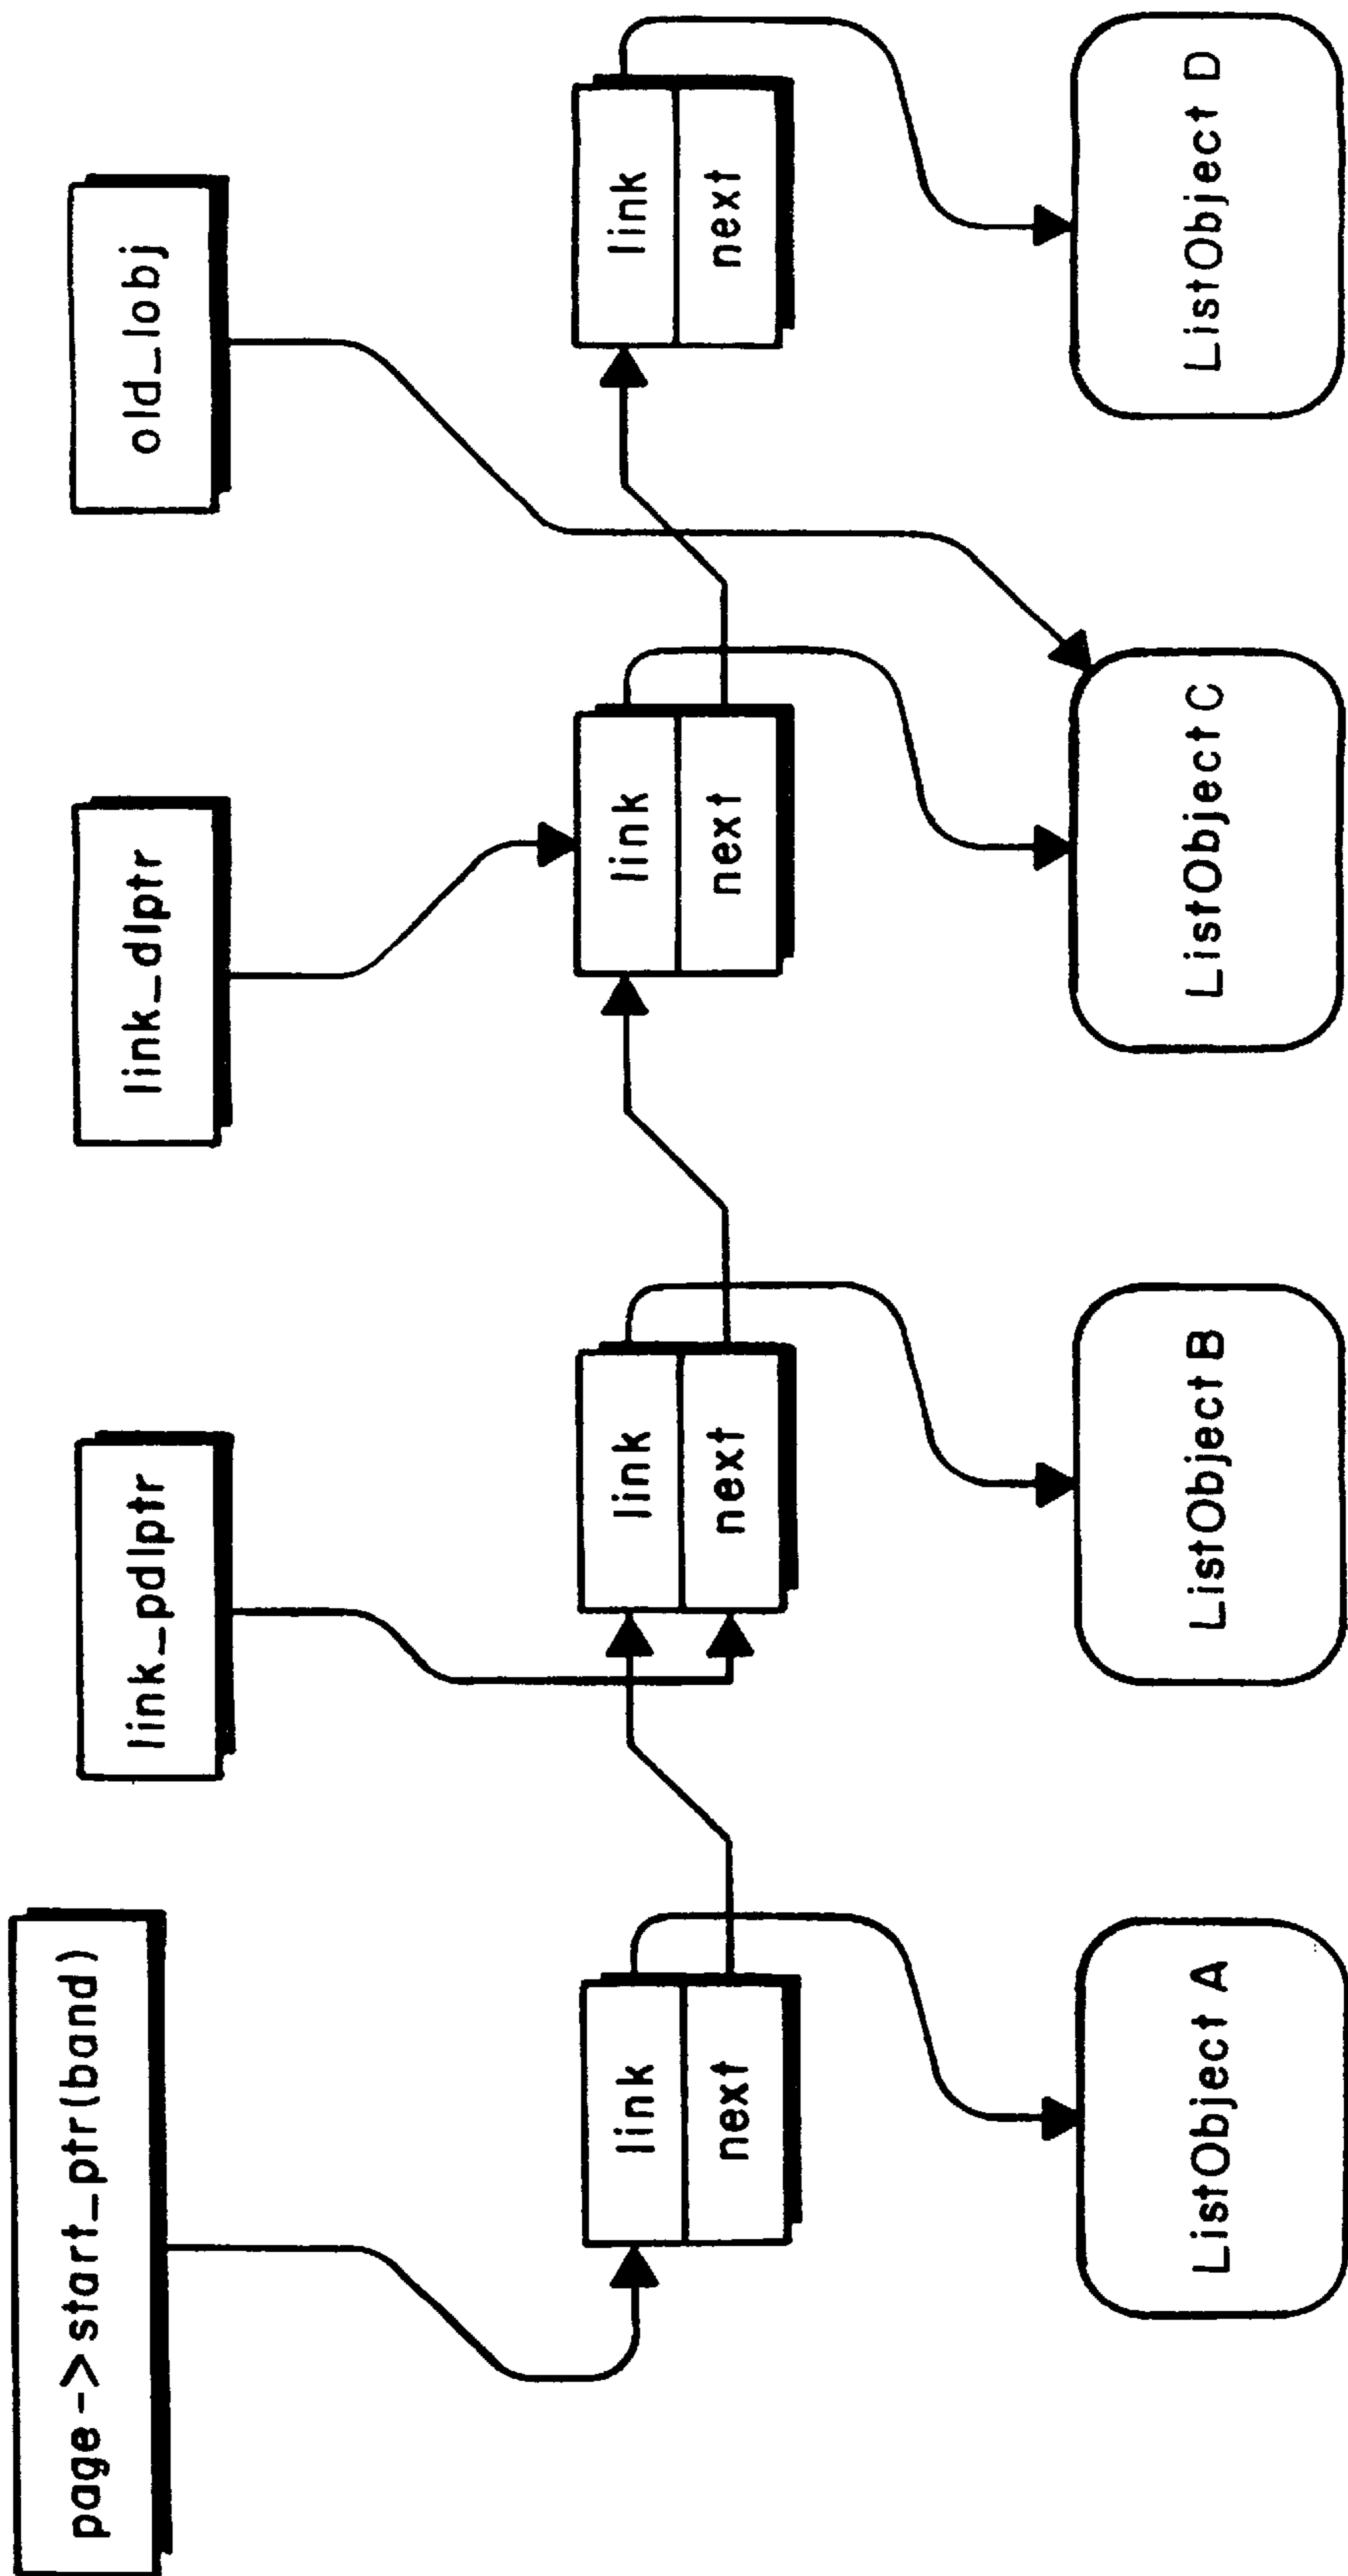 page->start_ptr(band)
link_pdlptr
link_dlptr
old_lobj
link
next
link
next
link
next
link
next
ListObject A
ListObject B
ListObject C
ListObject D